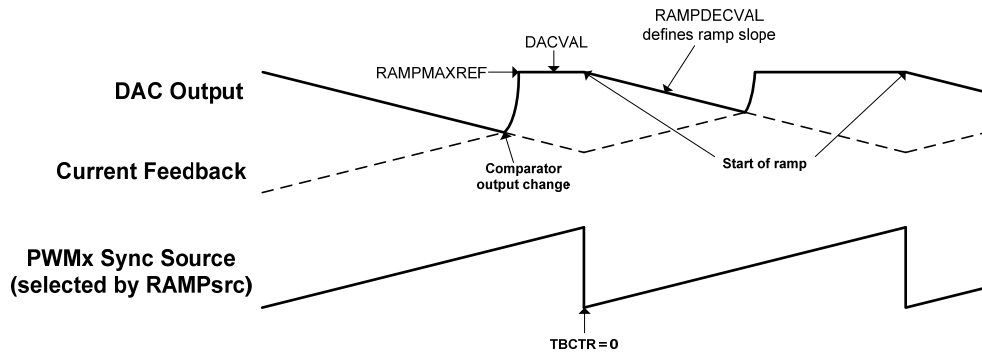 RAMPDECVAL
defines ramp slope
DACVAL
RAMPMAXREF
DAC Output
Current Feedback
Comparator
output change
Start of ramp
PWMx Sync Source
(selected by RAMPsrc)
TBCTR = 0